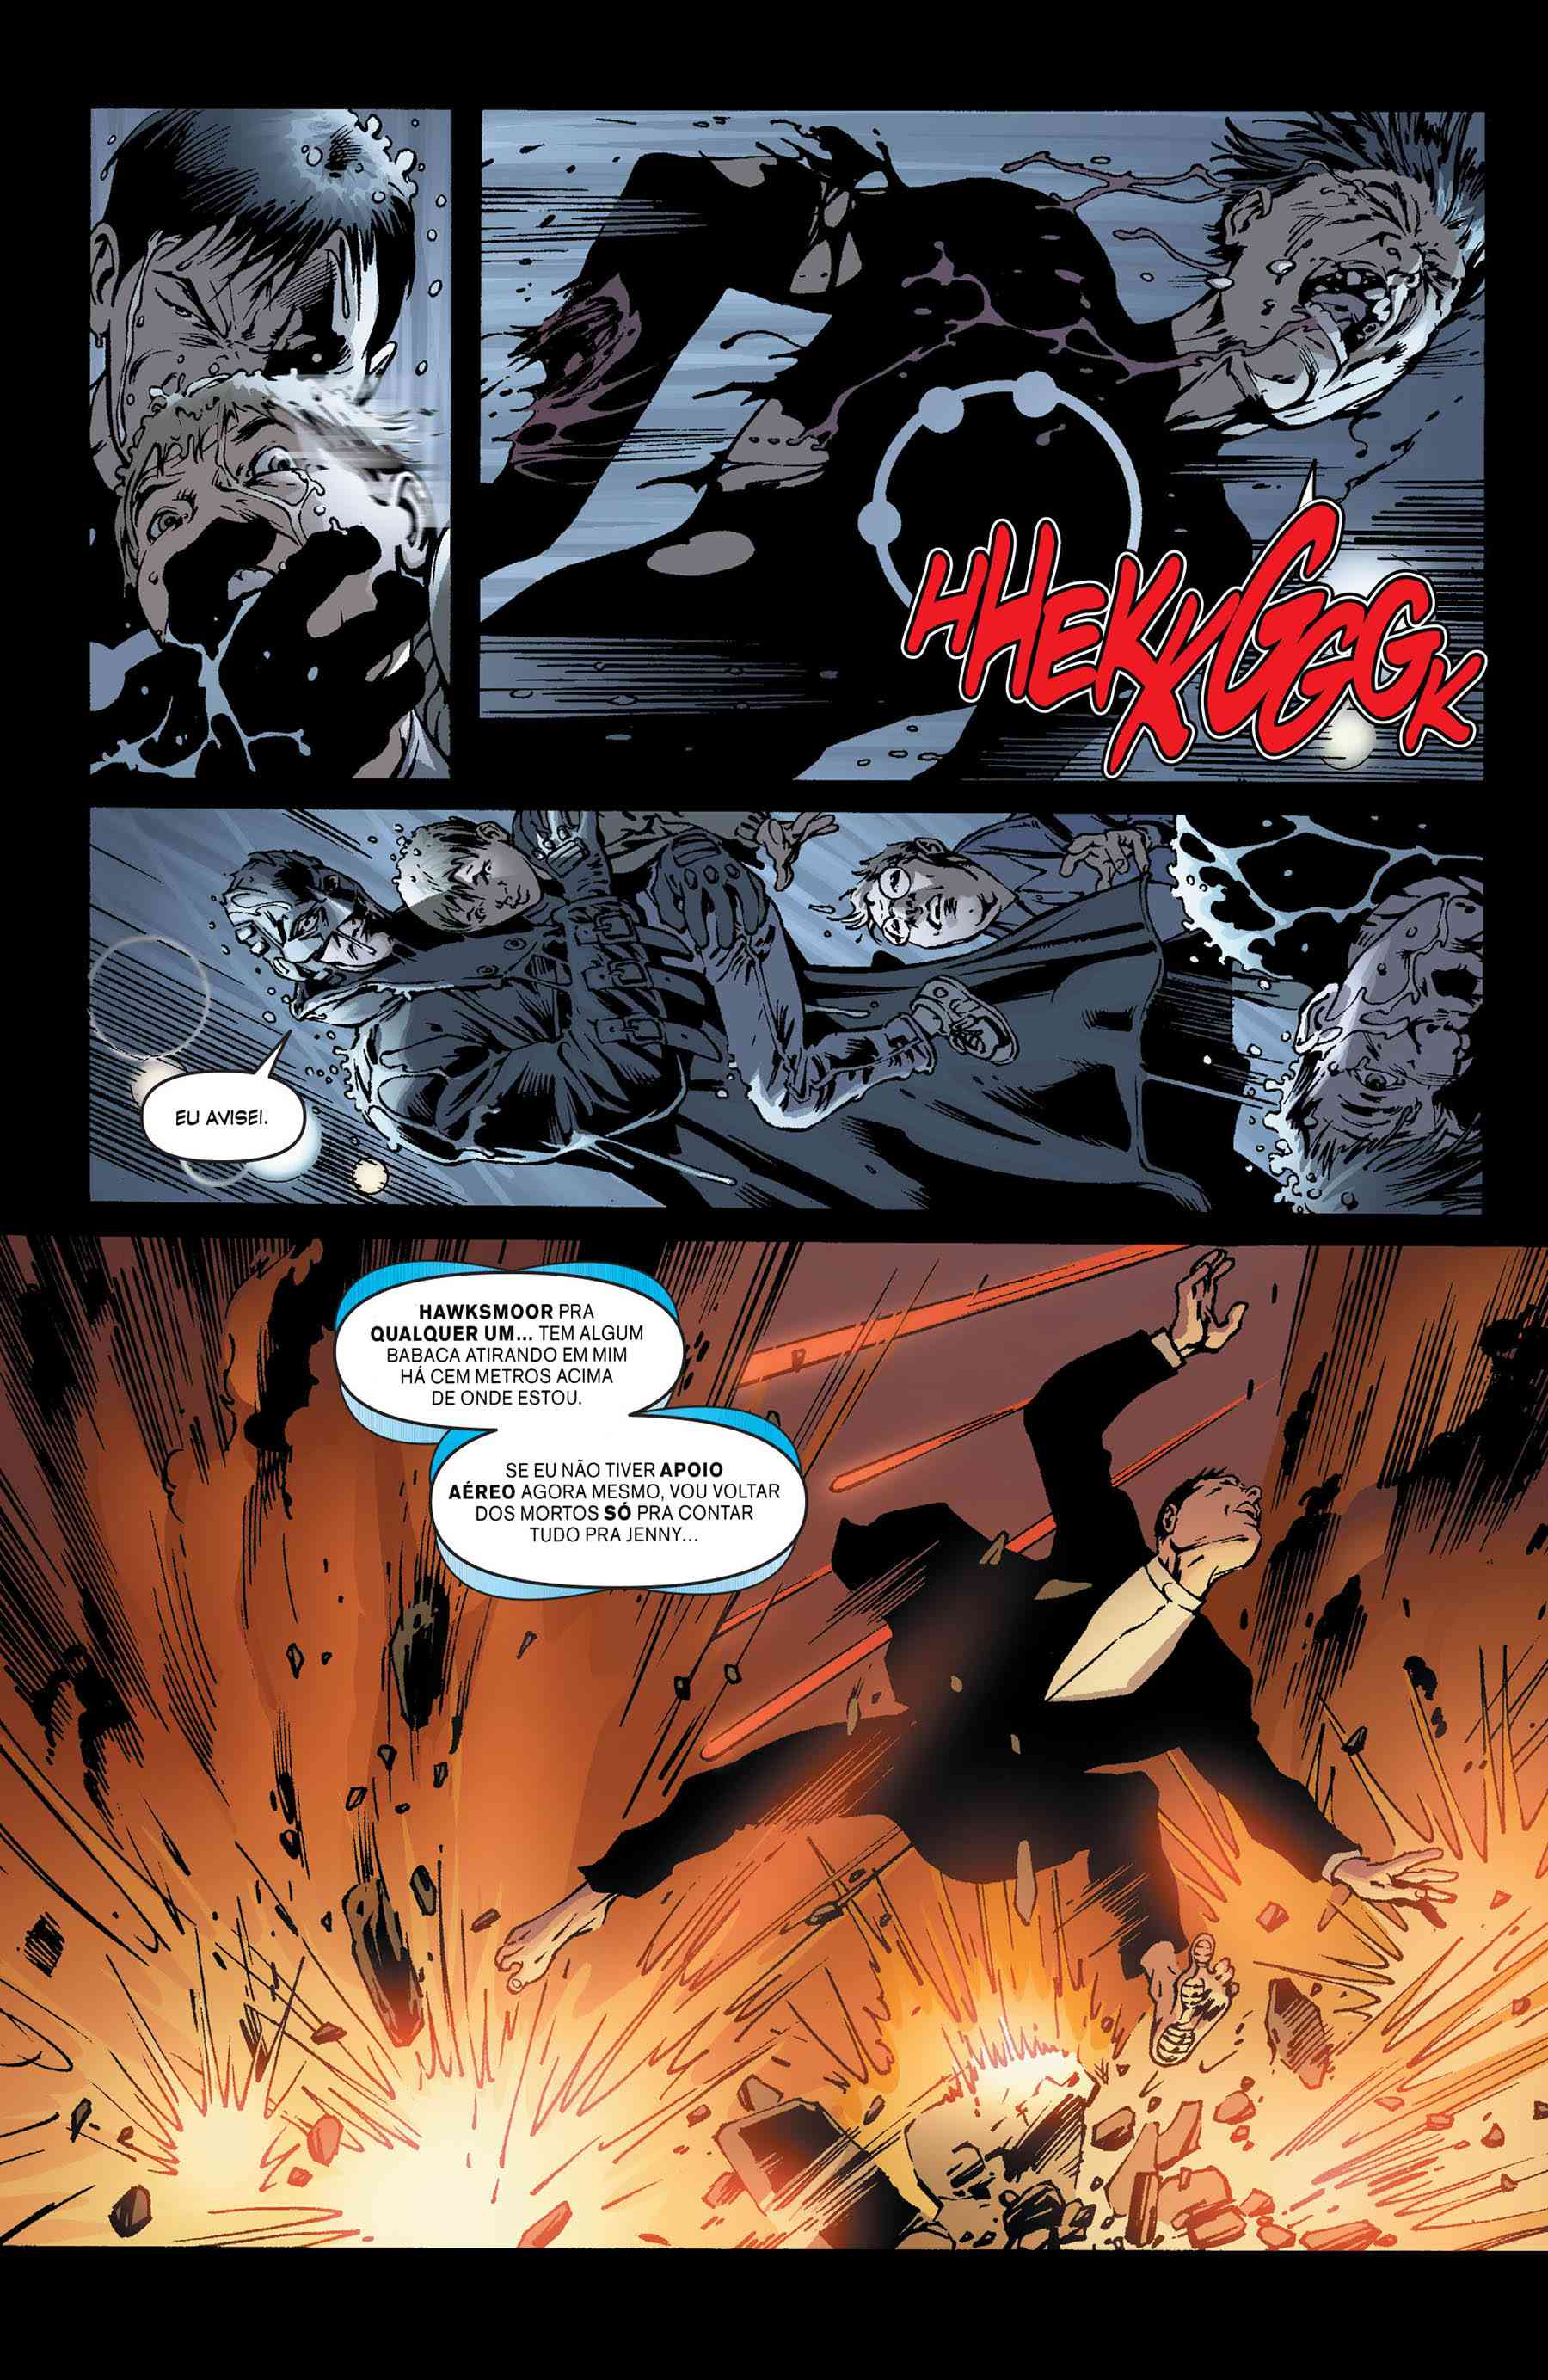 HHEKKGGGK
EU AVISEI.
HAWKSMOOR PRA
QUALQUER UM... TEM ALGUM
BABACA ATIRANDO EM MIM
HÁ CEM METROS ACIMA
DE ONDE ESTOU.
SE EU NÃO TIVER APOIO
AÉREO AGORA MESMO, VOU VOLTAR
DOS MORTOS SÓ PRA CONTAR
TUDO PRA JENNY...